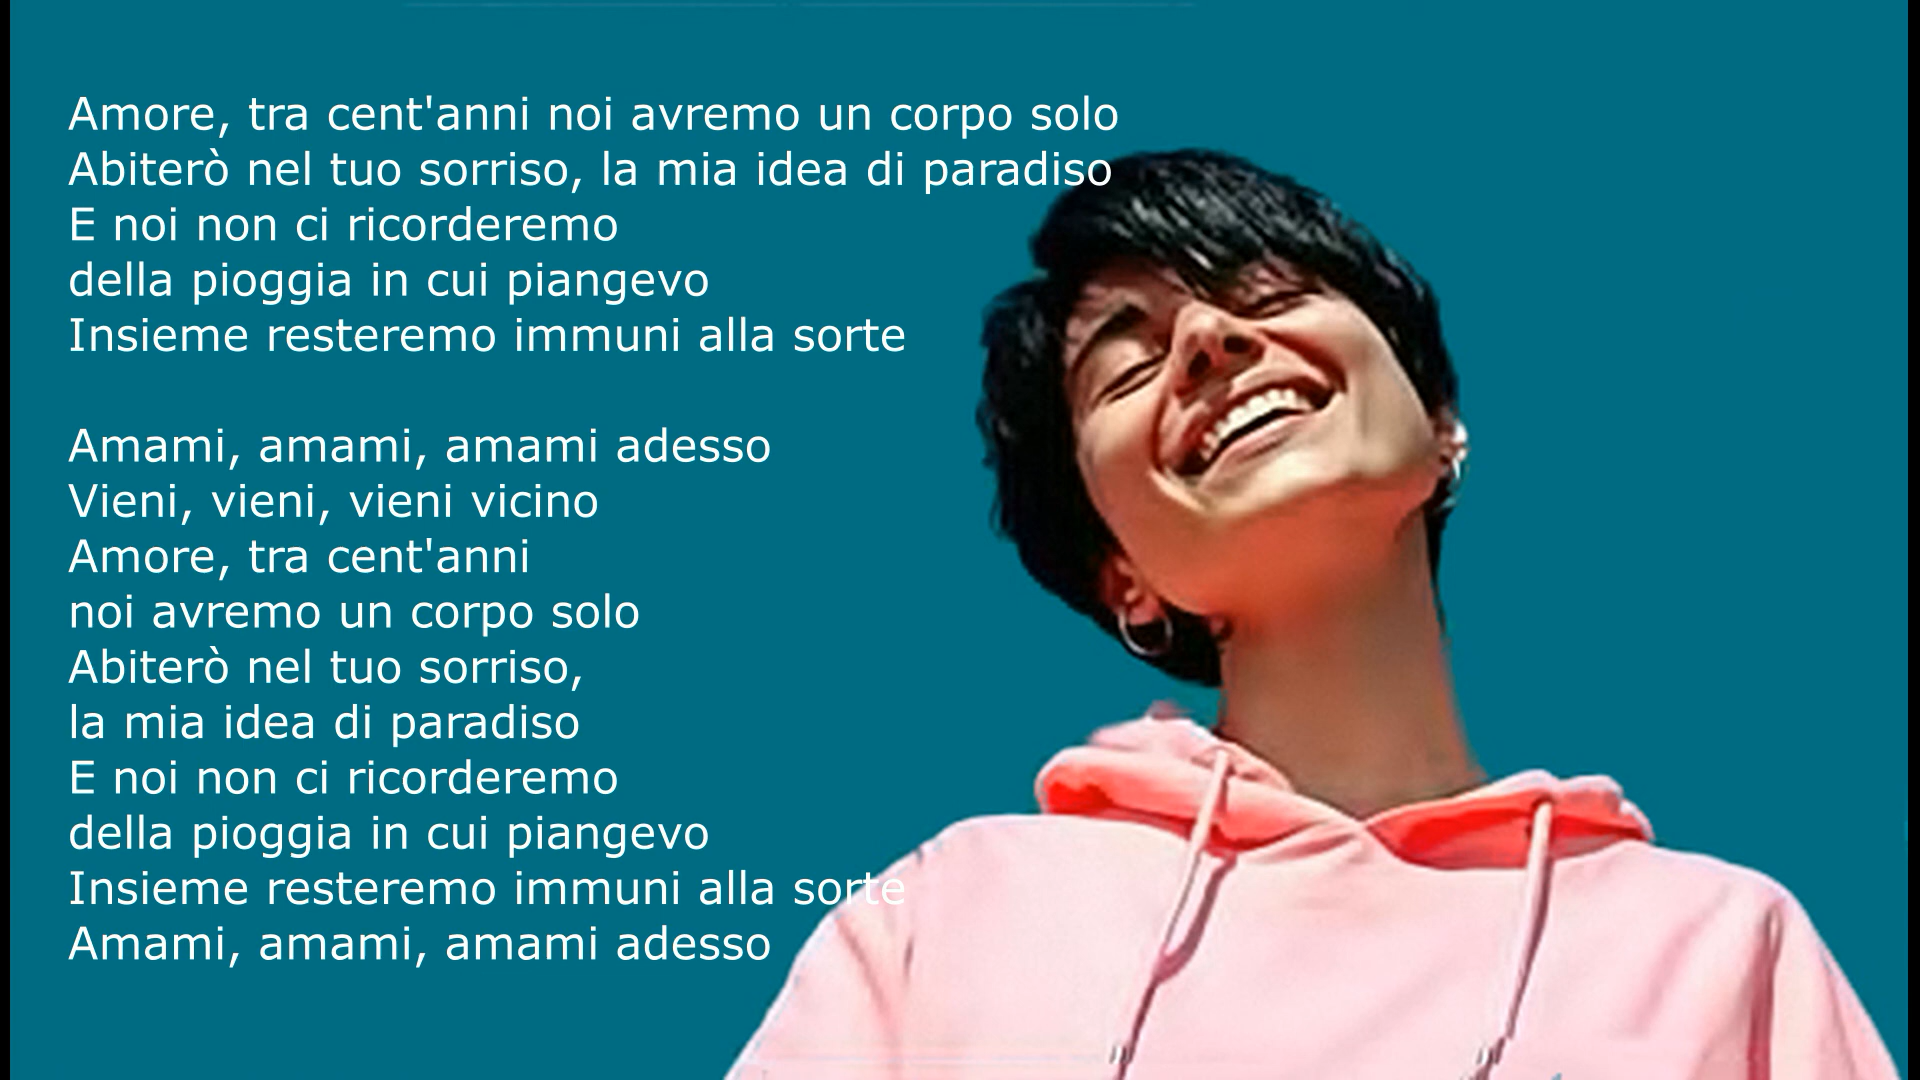 Amore, tra cent'anni noi avremo un corpo solo
Abiterò nel tuo sorriso, la mia idea di paradiso
E noi non ci ricorderemo
della pioggia in cui piangevo
Insieme resteremo immuni alla sorte
Amami, amami, amami adesso
Vieni, vieni, vieni vicino
Amore, tra cent'anni
noi avremo un corpo solo
Abiterò nel tuo sorriso,
la mia idea di paradiso
E noi non ci ricorderemo
della pioggia in cui piangevo
Insieme resteremo immuni alla sorte
Amami, amami, amami adesso